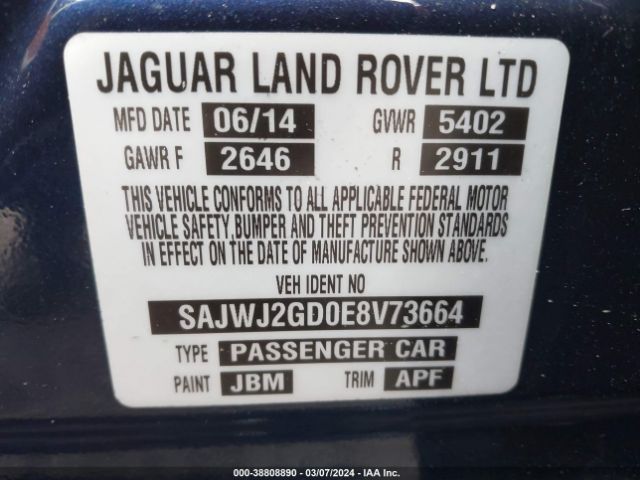 JAGUAR LAND ROVER LTD
MFD DATE 06/14 GVWR 5402
GAWR F 2646 R 2911
THIS VEHICLE CONFORMS TO ALL APPLICABLE FEDERAL MOTOR
VEHICLE SAFETY,BUMPER AND THEFT PREVENTION STANDARDS
IN EFFECT ON THE DATE OF MANUFACTURE SHOWN ABOVE.
VEH IDENT NO
SAJWJ2GD0E8V73664
TYPE PASSENGER CAR
PAINT JBM TRIM APF
000-38808890 - 03/07/2024 - IAA Inc.